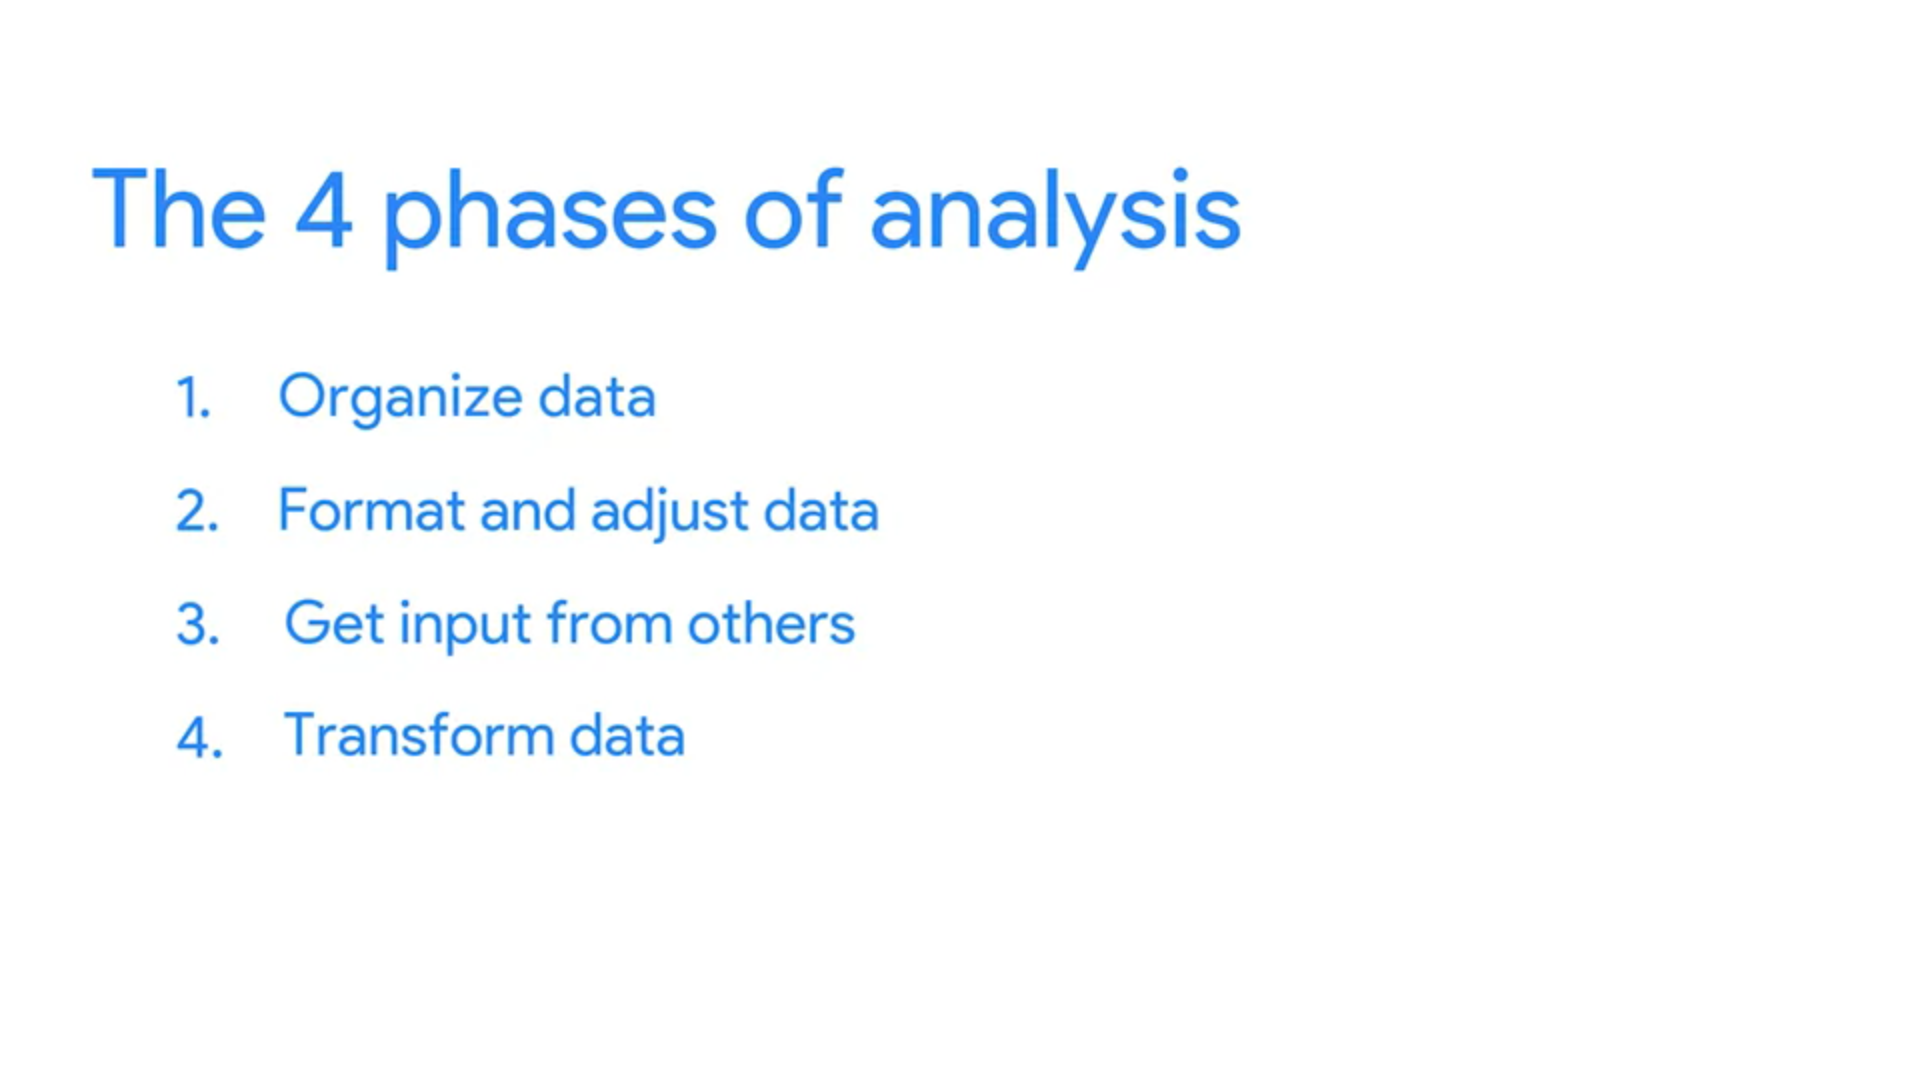 The 4 phases of analysis
1. Organize data
2. Format and adjust data
3. Get input from others
4. Transform data